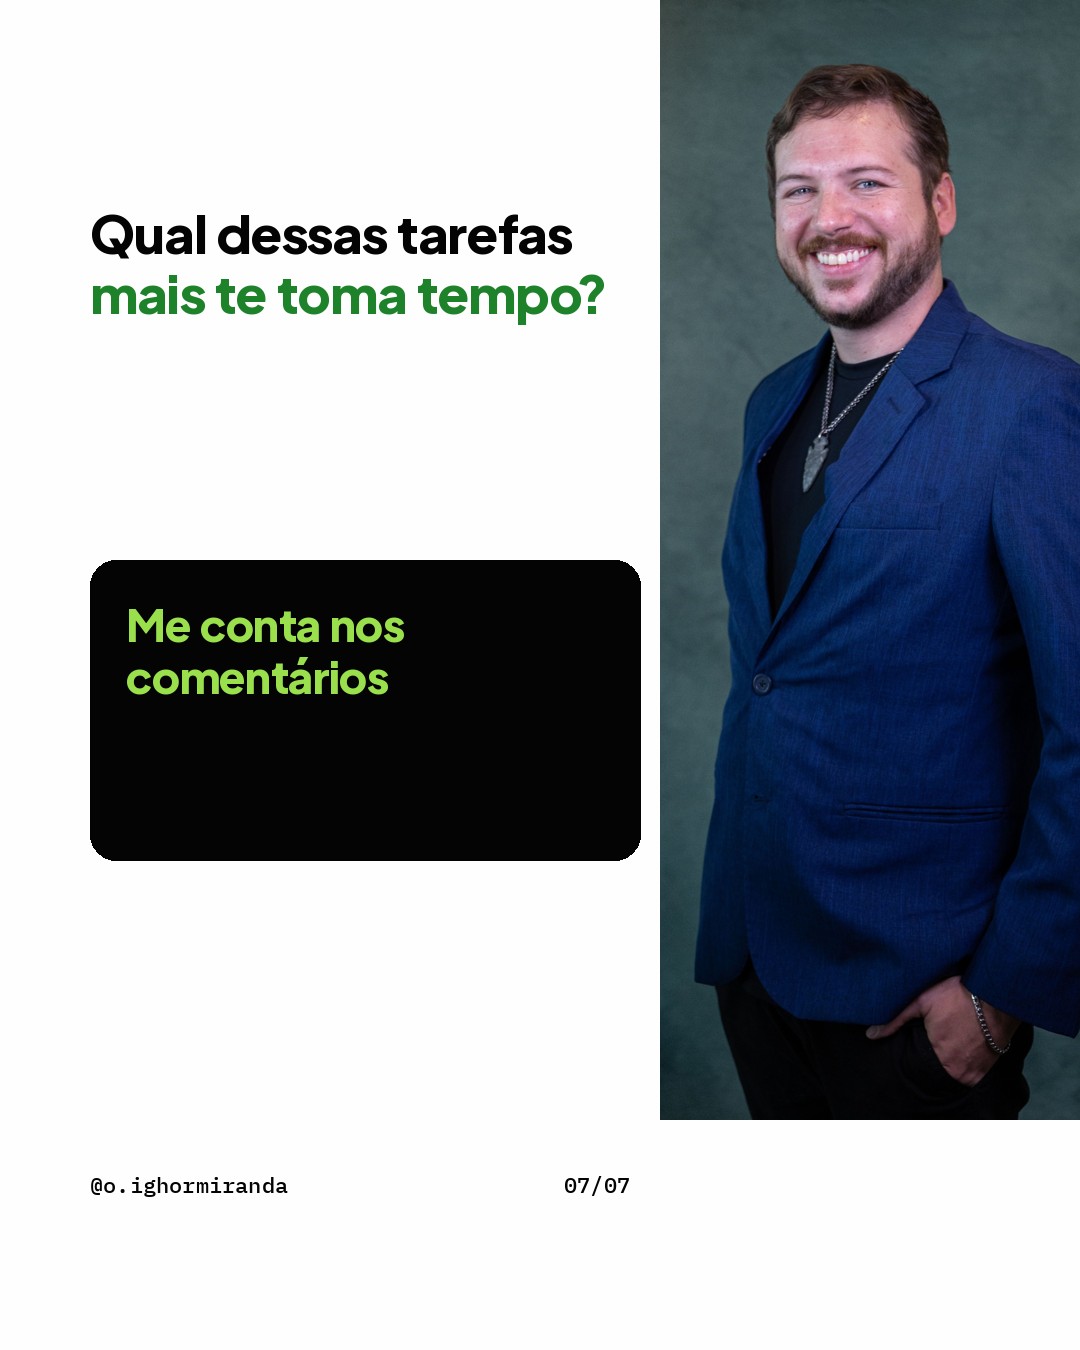 Qual dessas tarefas
mais te toma tempo?
Me conta nos
comentários
@o.ighormiranda
07/07